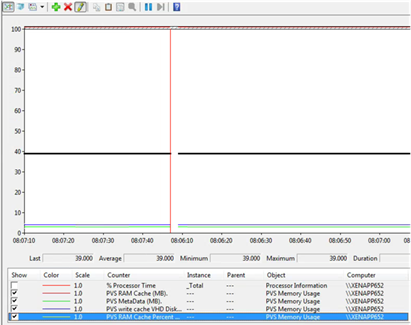 100
90
80
70
60
50
40
30
20
10
0
08:07:10 08:07:20 08:07:30 08:07:40 08:06:10 08:06:20 08:06:30 08:06:40 08:06:50 08:07:00 08:
Last 39.000 Average 39.000 Minimum 39.000 Maximum 39.000 Duration
Show Color Scale Counter Instance Parent Object Computer
1.0 % Processor Time _Total --- Processor Information \\XENAPP652
1.0 PVS RAM Cache (MB). --- --- PVS Memory Usage \\XENAPP652
1.0 PVS MetaData (MB). --- --- PVS Memory Usage \\XENAPP652
1.0 PVS write cache VHD Disk... --- --- PVS Memory Usage \\XENAPP652
1.0 PVS RAM Cache Percent ... --- --- PVS Memory Usage \\XENAPP652